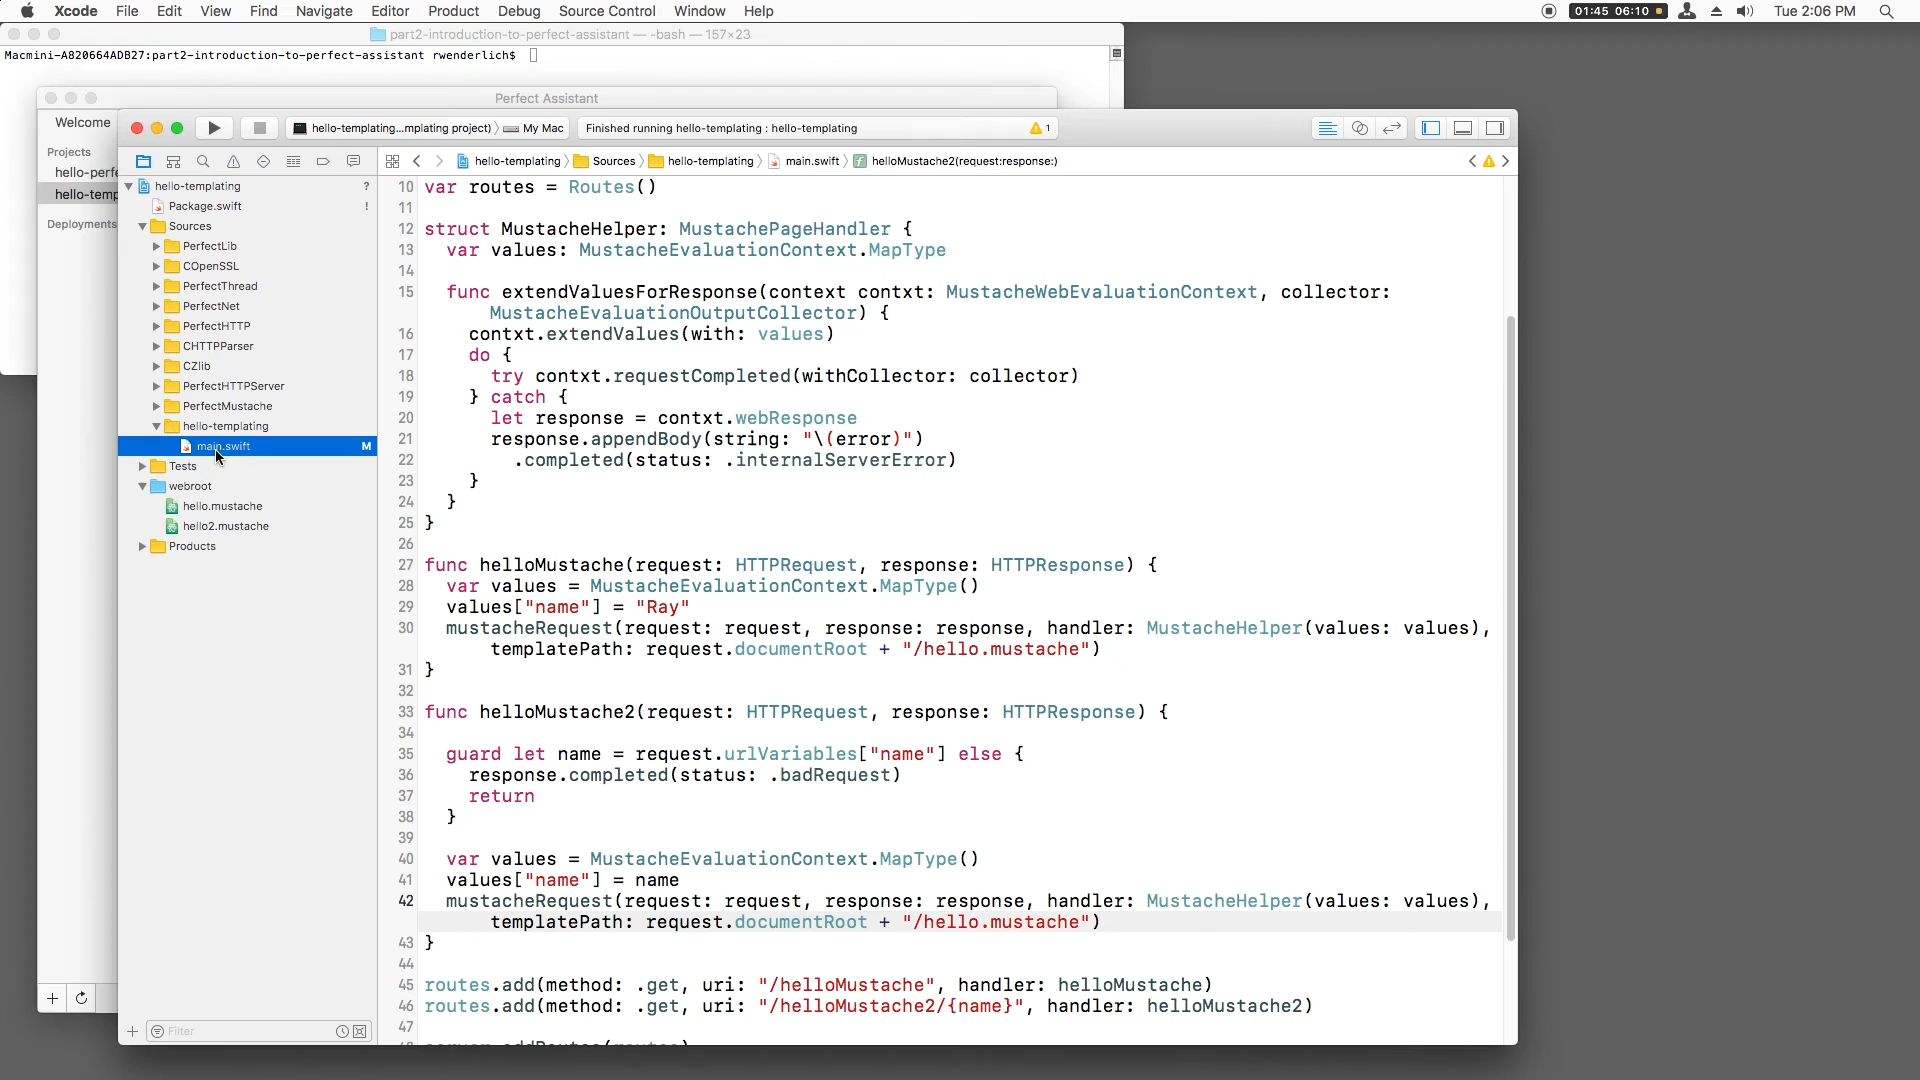 Xcode File Edit View Find Navigate Editor Product Debug Source Control Window Help 01:45 06:10 Tue 2:06 PM
part2-introduction-to-perfect-assistant — -bash — 157×23
Macmini-A820664ADB27:part2-introduction-to-perfect-assistant rwenderlich$
Perfect Assistant
Welcome
Projects
hello-perfe
hello-temp
Deployments
hello-templating...mplating project) My Mac Finished running hello-templating : hello-templating 1
hello-templating Sources hello-templating main.swift helloMustache2(request:response:)
hello-templating ?
Package.swift !
Sources
PerfectLib
COpenSSL
PerfectThread
PerfectNet
PerfectHTTP
CHTTPParser
CZlib
PerfectHTTPServer
PerfectMustache
hello-templating
main.swift M
Tests
webroot
hello.mustache
hello2.mustache
Products
Filter
10 var routes = Routes()
11
12 struct MustacheHelper: MustachePageHandler {
13 var values: MustacheEvaluationContext.MapType
14
15 func extendValuesForResponse(context contxt: MustacheWebEvaluationContext, collector:
MustacheEvaluationOutputCollector) {
16 contxt.extendValues(with: values)
17 do {
18 try contxt.requestCompleted(withCollector: collector)
19 } catch {
20 let response = contxt.webResponse
21 response.appendBody(string: "\(error)")
22 .completed(status: .internalServerError)
23 }
24 }
25 }
26
27 func helloMustache(request: HTTPRequest, response: HTTPResponse) {
28 var values = MustacheEvaluationContext.MapType()
29 values["name"] = "Ray"
30 mustacheRequest(request: request, response: response, handler: MustacheHelper(values: values),
templatePath: request.documentRoot + "/hello.mustache")
31 }
32
33 func helloMustache2(request: HTTPRequest, response: HTTPResponse) {
34
35 guard let name = request.urlVariables["name"] else {
36 response.completed(status: .badRequest)
37 return
38 }
39
40 var values = MustacheEvaluationContext.MapType()
41 values["name"] = name
42 mustacheRequest(request: request, response: response, handler: MustacheHelper(values: values),
templatePath: request.documentRoot + "/hello.mustache")
43 }
44
45 routes.add(method: .get, uri: "/helloMustache", handler: helloMustache)
46 routes.add(method: .get, uri: "/helloMustache2/{name}", handler: helloMustache2)
47